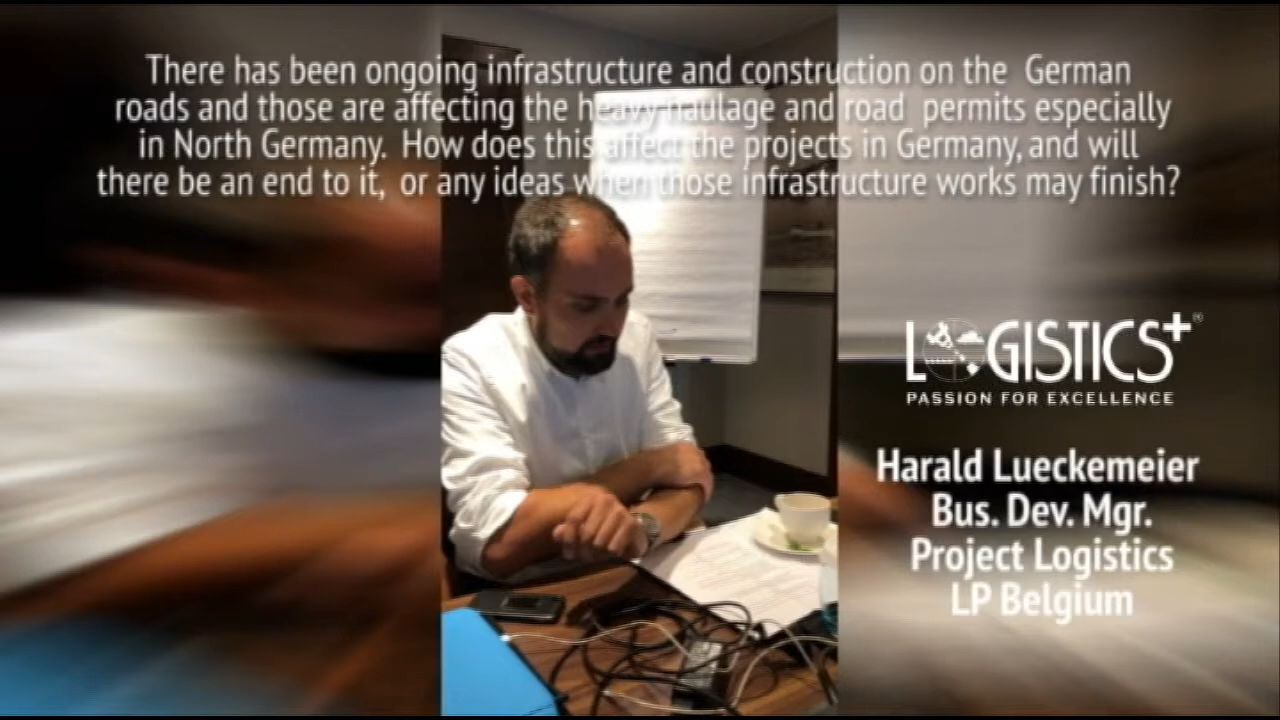 There has been ongoing infrastructure and construction on the German
roads and those are affecting the heavy haulage and road permits especially
in North Germany. How does this affect the projects in Germany, and will
there be an end to it, or any ideas when those infrastructure works may finish?
LOGISTICS+®
PASSION FOR EXCELLENCE
Harald Lueckemeier
Bus. Dev. Mgr.
Project Logistics
LP Belgium